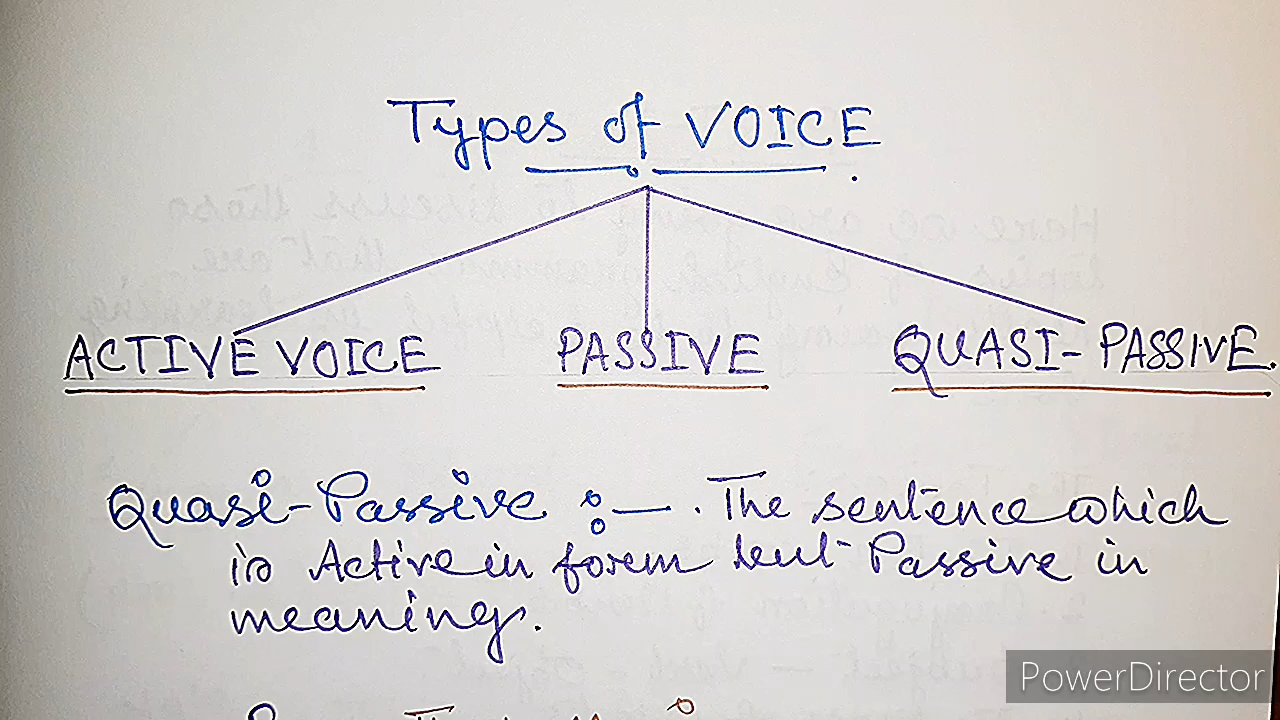 Types of VOICE
ACTIVE VOICE PASSIVE QUASI-PASSIVE.
Quasi-Passive :- . The sentence which
is Active in form but Passive in
meaning.
PowerDirector